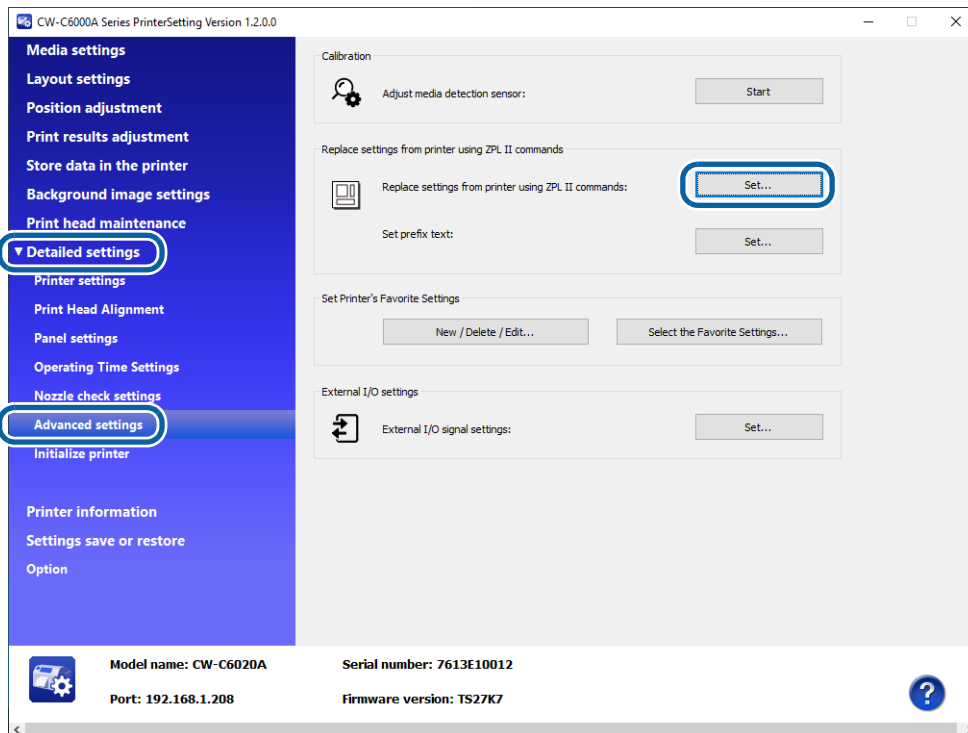 CW-C6000A Series PrinterSetting Version 1.2.0.0
Media settings
Layout settings
Position adjustment
Print results adjustment
Store data in the printer
Background image settings
Print head maintenance
▼ Detailed settings
Printer settings
Print Head Alignment
Panel settings
Operating Time Settings
Nozzle check settings
Advanced settings
Initialize printer
Printer information
Settings save or restore
Option
Calibration
Adjust media detection sensor: Start
Replace settings from printer using ZPL II commands
Replace settings from printer using ZPL II commands: Set...
Set prefix text: Set...
Set Printer's Favorite Settings
New / Delete / Edit... Select the Favorite Settings...
External I/O settings
External I/O signal settings: Set...
Model name: CW-C6020A Serial number: 7613E10012
Port: 192.168.1.208 Firmware version: TS27K7
?